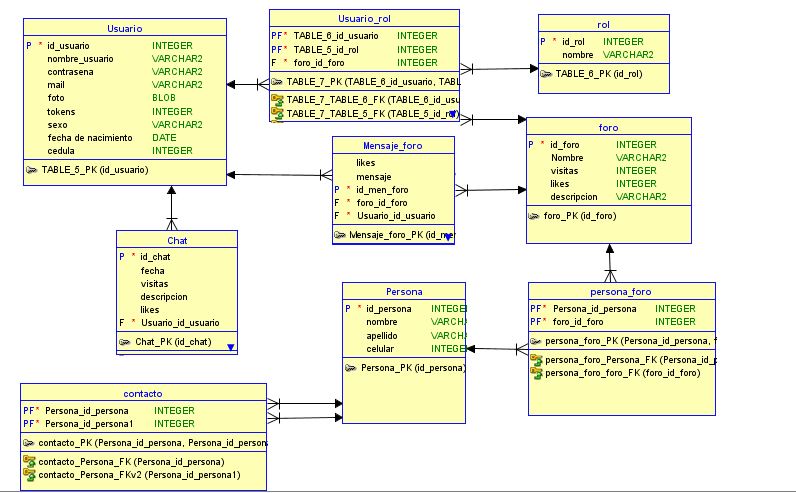 Usuario
P * id_usuario INTEGER
nombre_usuario VARCHAR2
contrasena VARCHAR2
mail VARCHAR2
foto BLOB
tokens INTEGER
sexo VARCHAR2
fecha de nacimiento DATE
cedula INTEGER
TABLE_5_PK (id_usuario)
Usuario_rol
PF* TABLE_6_id_usuario INTEGER
PF* TABLE_5_id_rol INTEGER
F * foro_id_foro INTEGER
TABLE_7_PK (TABLE_6_id_usuario, TABL
TABLE_7_TABLE_6_FK (TABLE_6_id_usu
TABLE_7_TABLE_5_FK (TABLE_5_id_rol)
rol
P * id_rol INTEGER
nombre VARCHAR2
TABLE_6_PK (id_rol)
foro
P * id_foro INTEGER
Nombre VARCHAR2
visitas INTEGER
likes INTEGER
descripcion VARCHAR2
foro_PK (id_foro)
Mensaje_foro
likes
mensaje
P * id_men_foro
F * foro_id_foro
F * Usuario_id_usuario
Mensaje_foro_PK (id_me
Chat
P * id_chat
fecha
visitas
descripcion
likes
F * Usuario_id_usuario
Chat_PK (id_chat)
Persona
P * id_persona INTEGE
nombre VARCH
apellido VARCH
celular INTEGE
Persona_PK (id_persona)
persona_foro
PF* Persona_id_persona INTEGER
PF* foro_id_foro INTEGER
persona_foro_PK (Persona_id_persona,
persona_foro_Persona_FK (Persona_id_p
persona_foro_foro_FK (foro_id_foro)
contacto
PF* Persona_id_persona INTEGER
PF* Persona_id_persona1 INTEGER
contacto_PK (Persona_id_persona, Persona_id_person
contacto_Persona_FK (Persona_id_persona)
contacto_Persona_FKv2 (Persona_id_persona1)